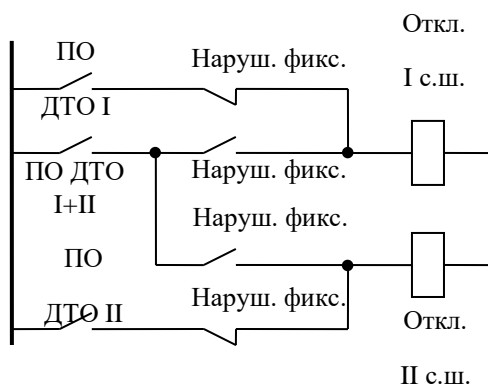 Откл.
ПО
Наруш. фикс.
I с.ш.
ДТО I
ПО ДТО
Наруш. фикс.
I+II
Наруш. фикс.
ПО
Наруш. фикс.
ДТО II
Откл.
II с.ш.